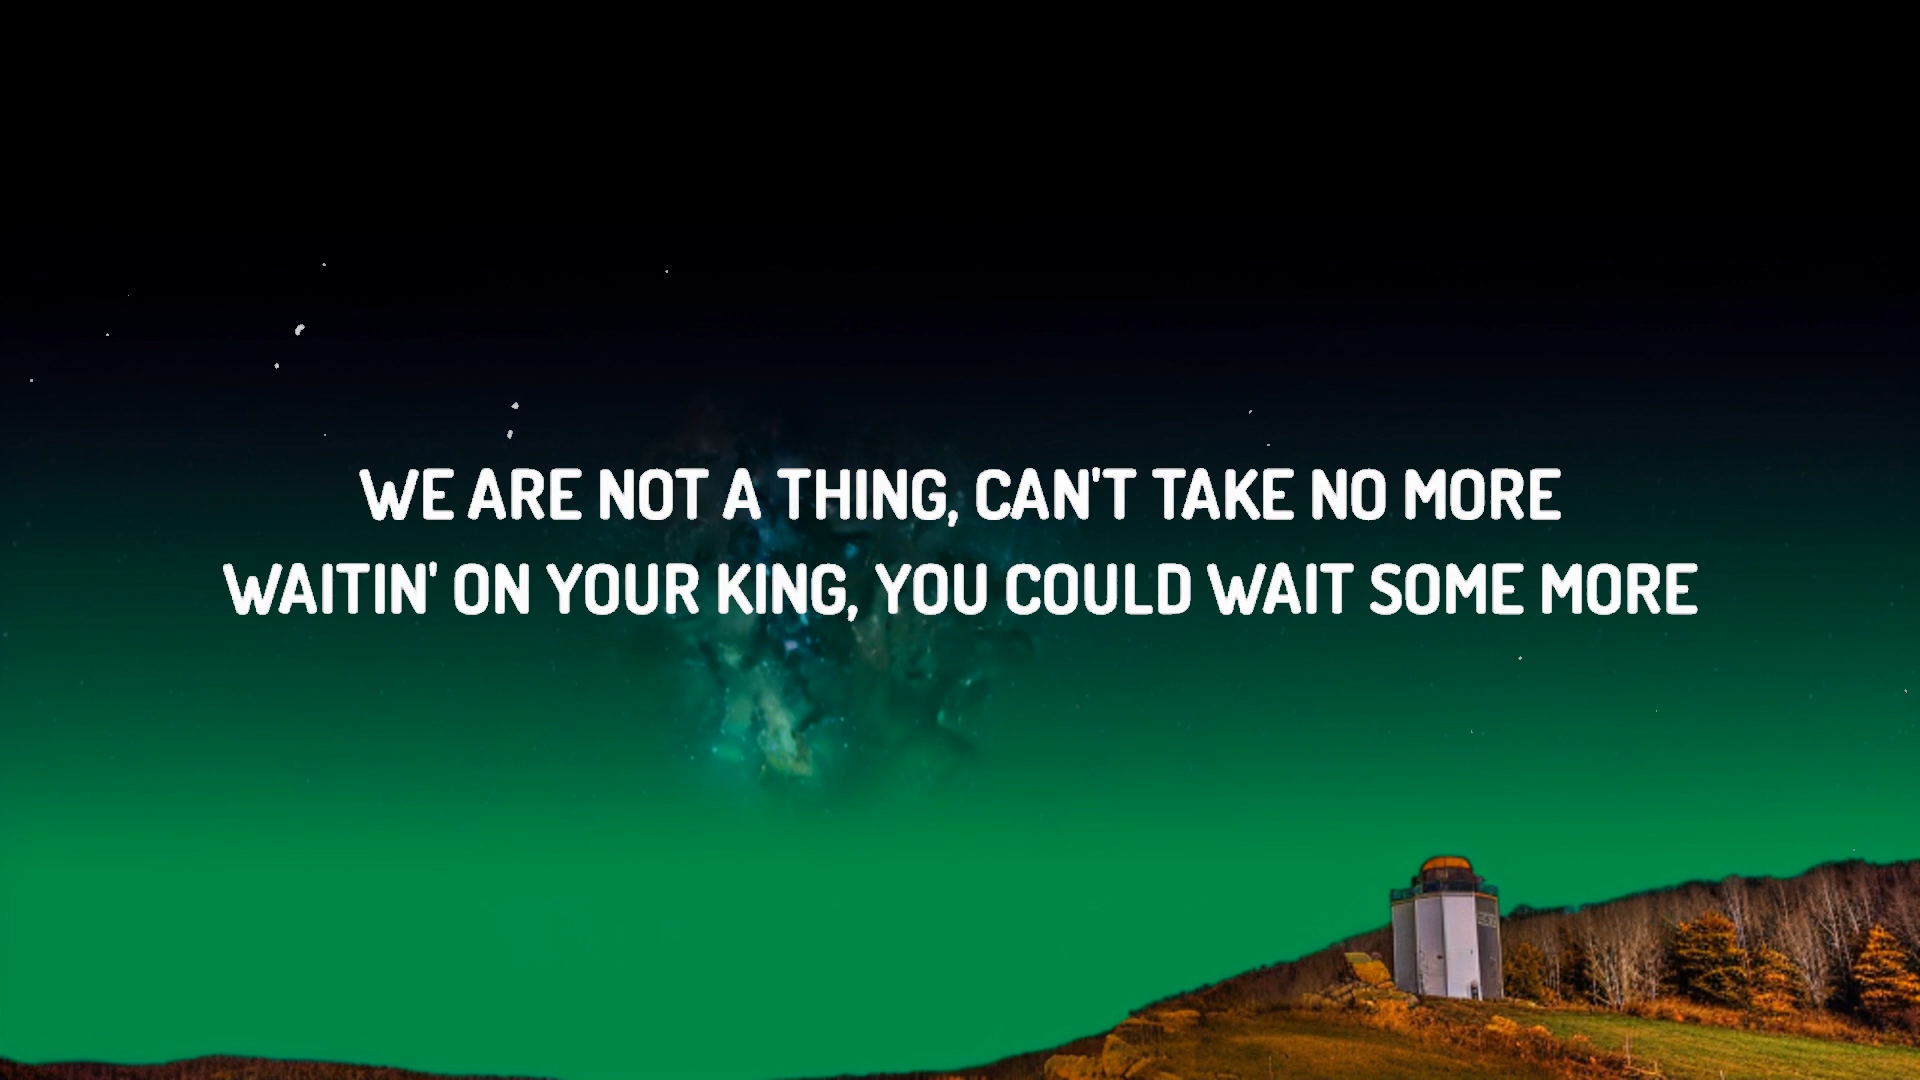 WE ARE NOT A THING, CAN'T TAKE NO MORE
WAITIN' ON YOUR KING, YOU COULD WAIT SOME MORE